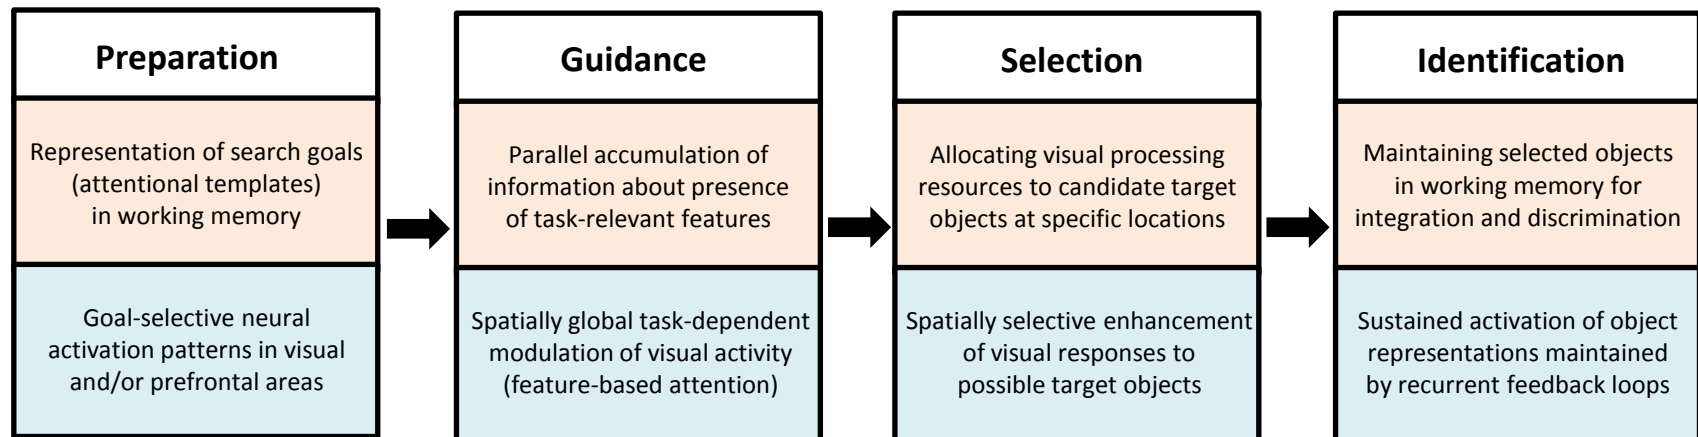 Preparation
Representation of search goals
(attentional templates)
in working memory
Goal-selective neural
activation patterns in visual
and/or prefrontal areas
Guidance
Parallel accumulation of
information about presence
of task-relevant features
Spatially global task-dependent
modulation of visual activity
(feature-based attention)
Selection
Allocating visual processing
resources to candidate target
objects at specific locations
Spatially selective enhancement
of visual responses to
possible target objects
Identification
Maintaining selected objects
in working memory for
integration and discrimination
Sustained activation of object
representations maintained
by recurrent feedback loops